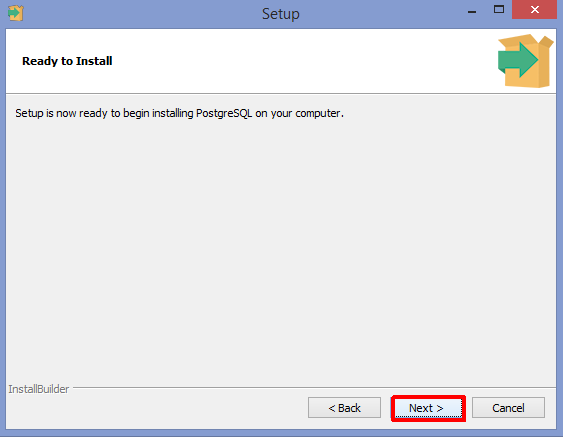 Setup
Ready to Install
Setup is now ready to begin installing PostgreSQL on your computer.
InstallBuilder
< Back
Next >
Cancel